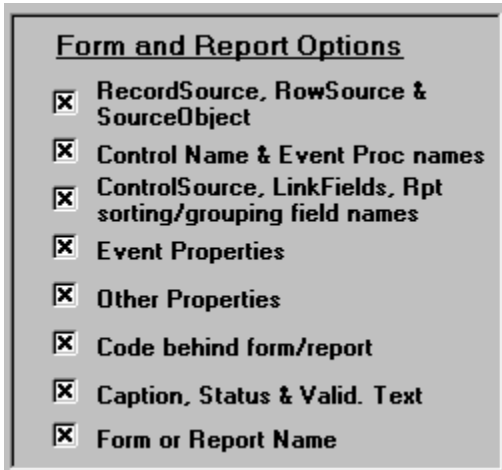 Form and Report Options
RecordSource, RowSource &
SourceObject
Control Name & Event Proc names
ControlSource, LinkFields, Rpt
sorting/grouping field names
Event Properties
Other Properties
Code behind form/report
Caption, Status & Valid. Text
Form or Report Name